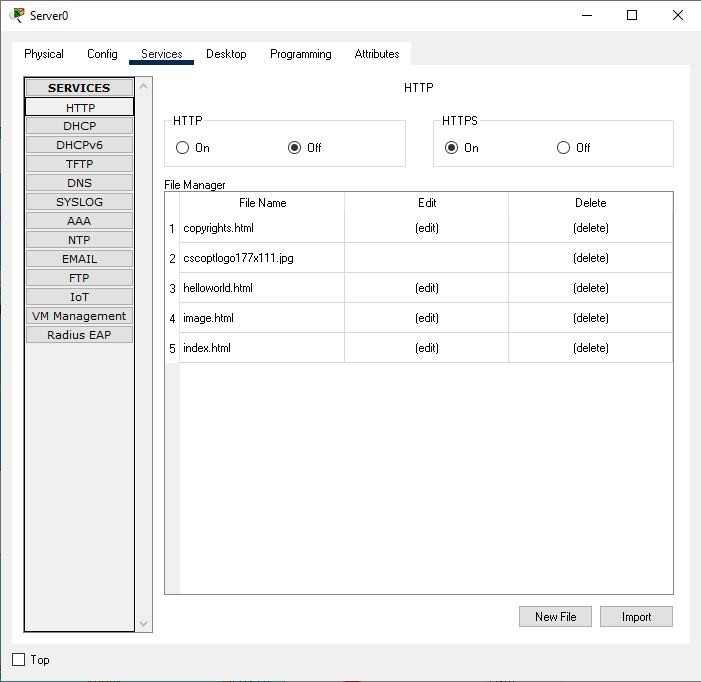 Server0
Physical Config Services Desktop Programming Attributes
SERVICES
HTTP
DHCP
DHCPv6
TFTP
DNS
SYSLOG
AAA
NTP
EMAIL
FTP
IoT
VM Management
Radius EAP
HTTP
HTTP
On Off
HTTPS
On Off
File Manager
File Name Edit Delete
1 copyrights.html (edit) (delete)
2 cscoptlogo177x111.jpg (delete)
3 helloworld.html (edit) (delete)
4 image.html (edit) (delete)
5 index.html (edit) (delete)
New File Import
Top